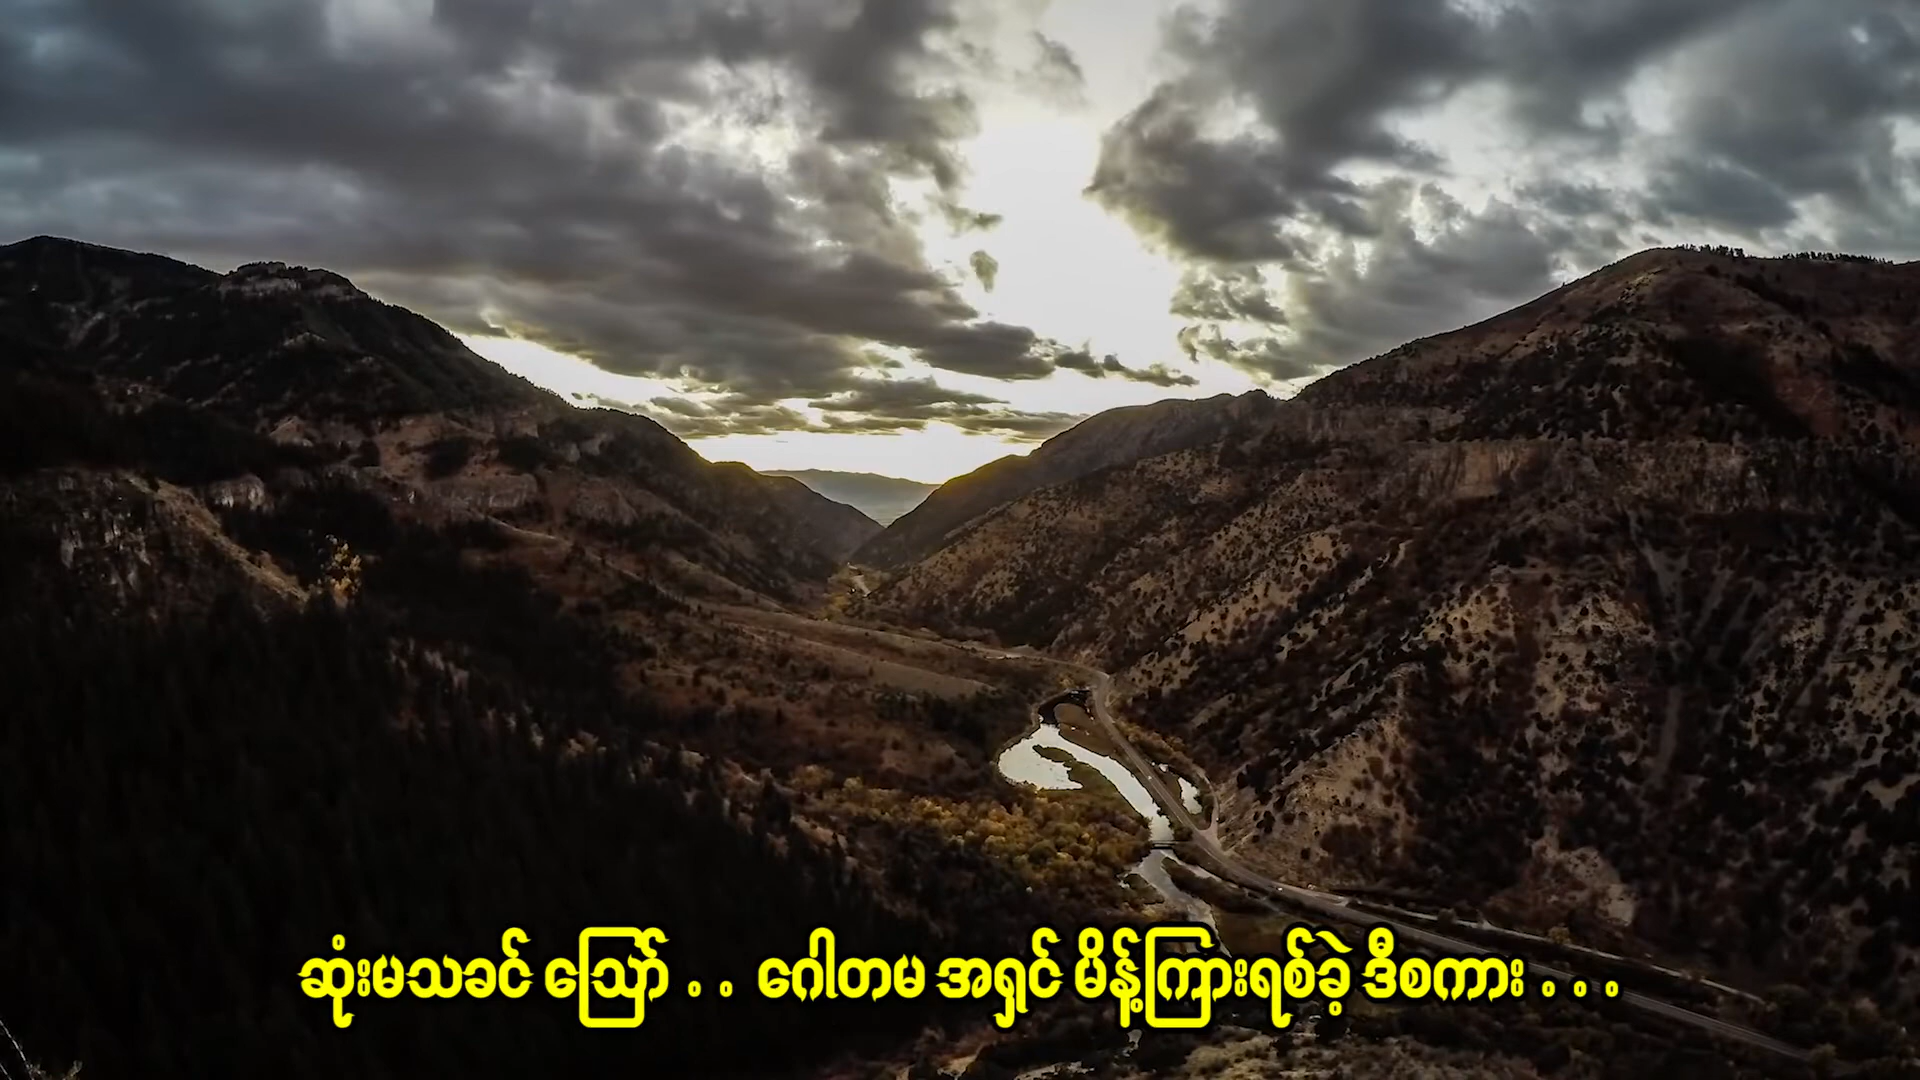 ဆုံးမသခင် ဪ . . ဂေါတမ အရှင် မိန့်ကြားရစ်ခဲ့ ဒီစကား . . .